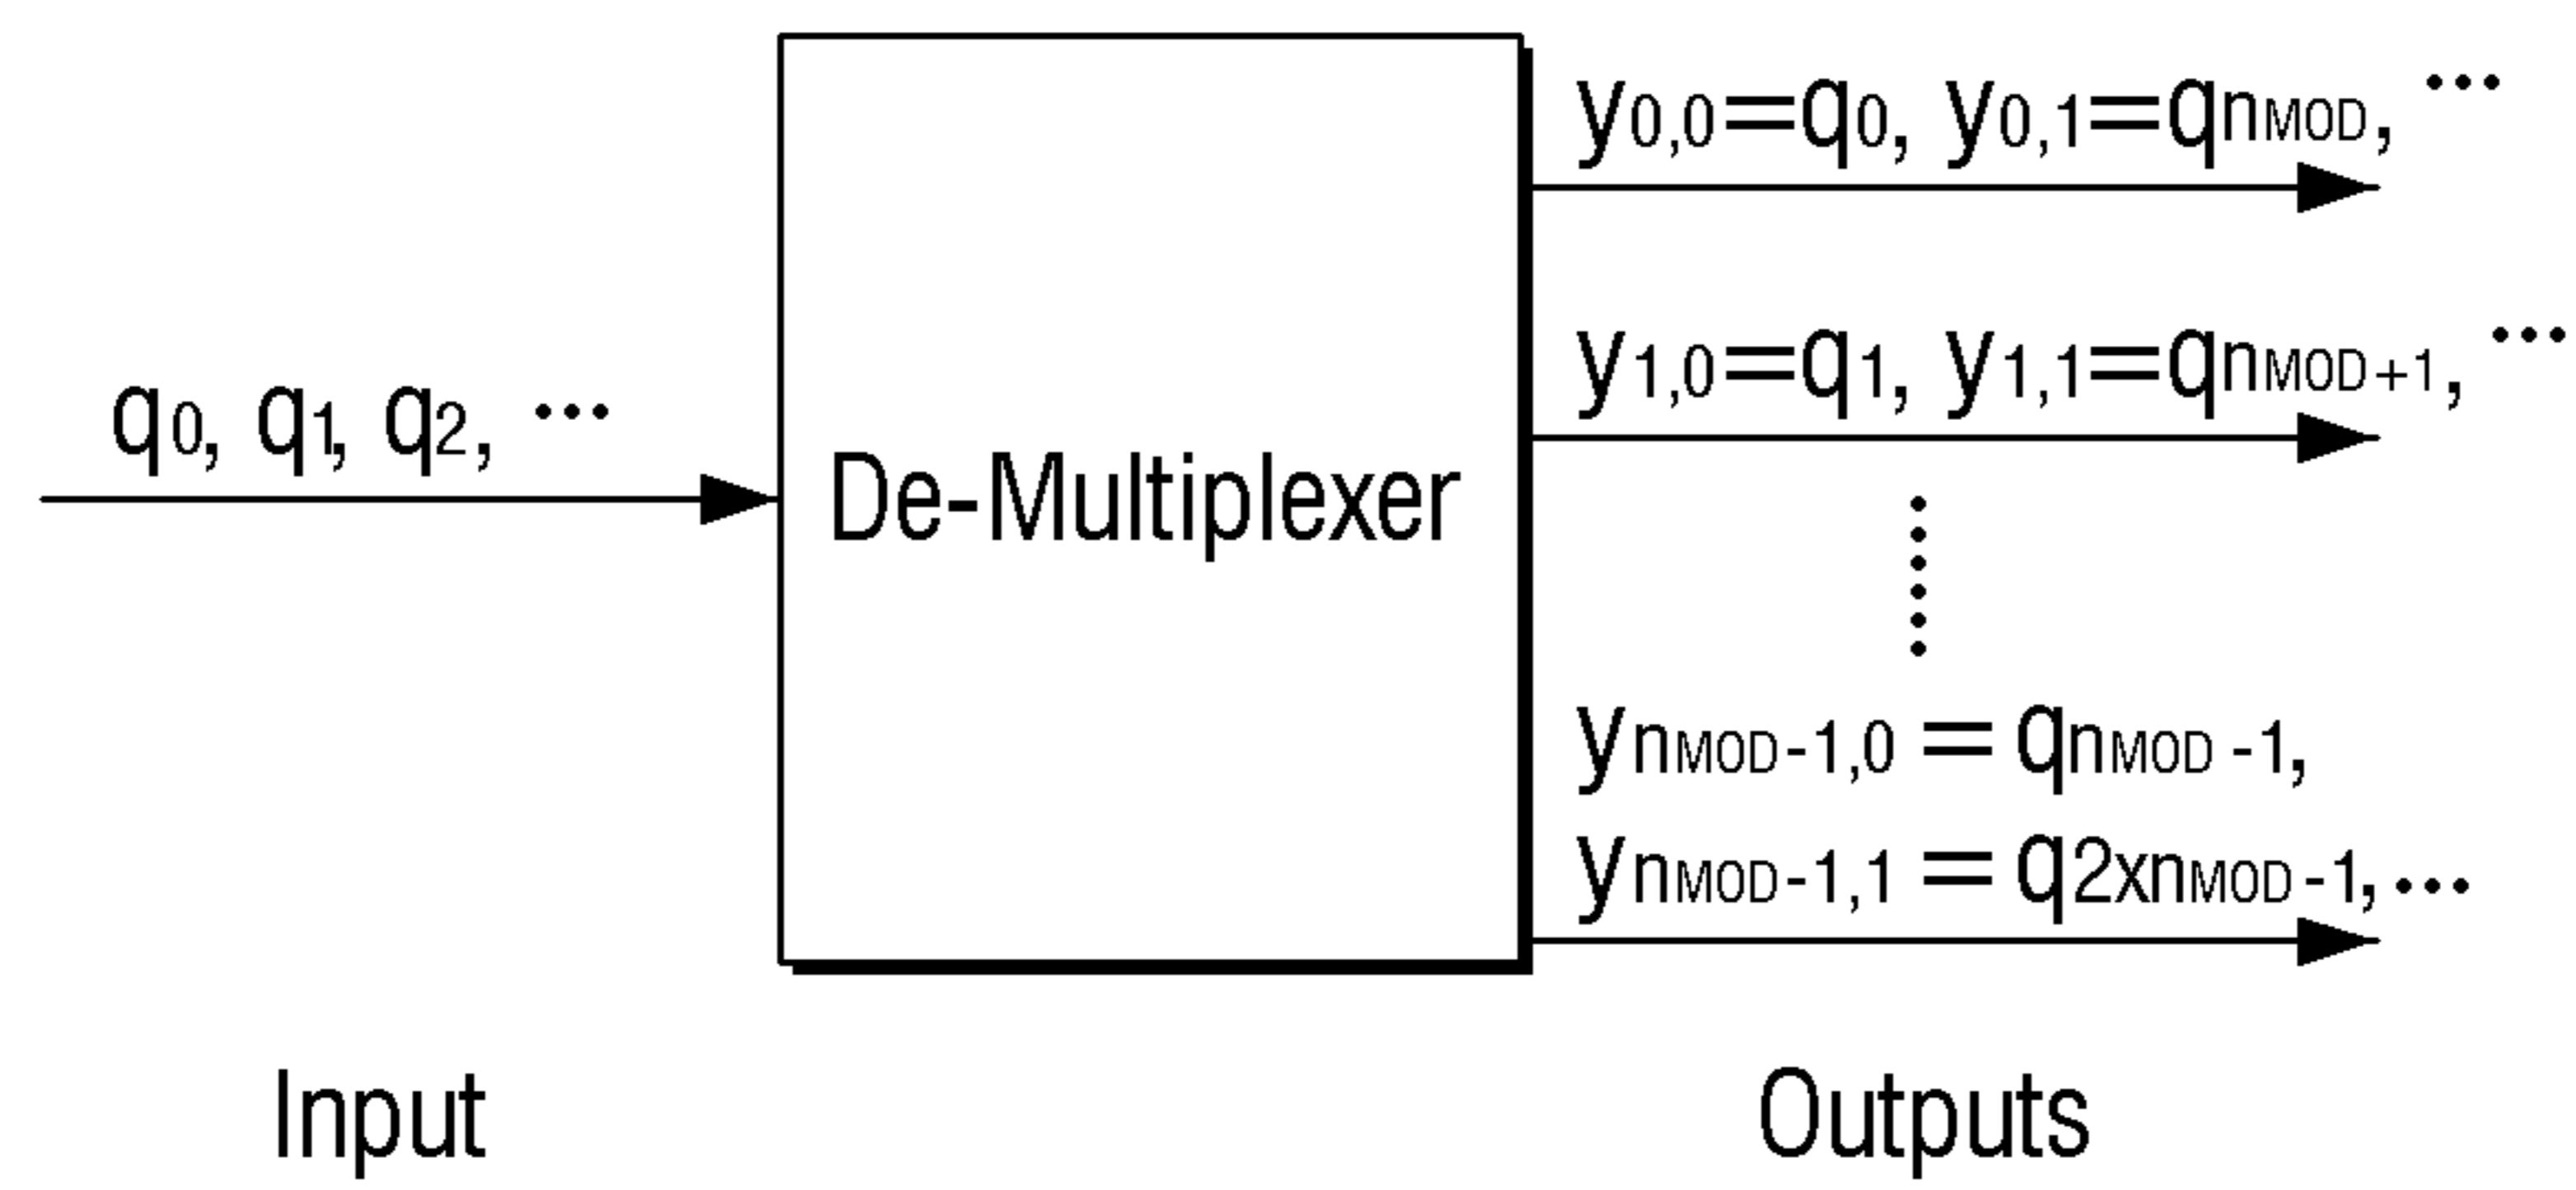 y0,0=q0, y0,1=qnMOD, ...
y1,0=q1, y1,1=qnMOD+1, ...
q0, q1, q2, ...
De-Multiplexer
ynMOD-1,0 = qnMOD -1,
ynMOD-1,1 = q2xnMOD -1, ...
Input
Outputs